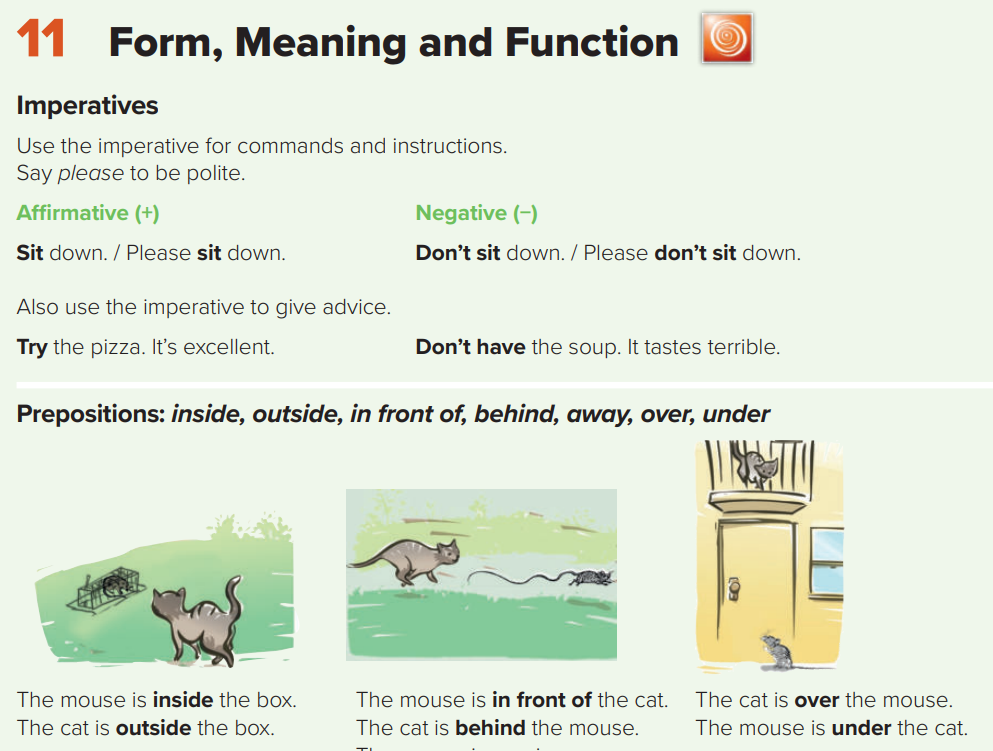 11 Form, Meaning and Function
Imperatives
Use the imperative for commands and instructions.
Say please to be polite.
Affirmative (+)
Negative (−)
Sit down. / Please sit down.
Don't sit down. / Please don't sit down.
Also use the imperative to give advice.
Try the pizza. It's excellent.
Don't have the soup. It tastes terrible.
Prepositions: inside, outside, in front of, behind, away, over, under
The mouse is inside the box.
The cat is outside the box.
The mouse is in front of the cat.
The cat is behind the mouse.
The cat is over the mouse.
The mouse is under the cat.